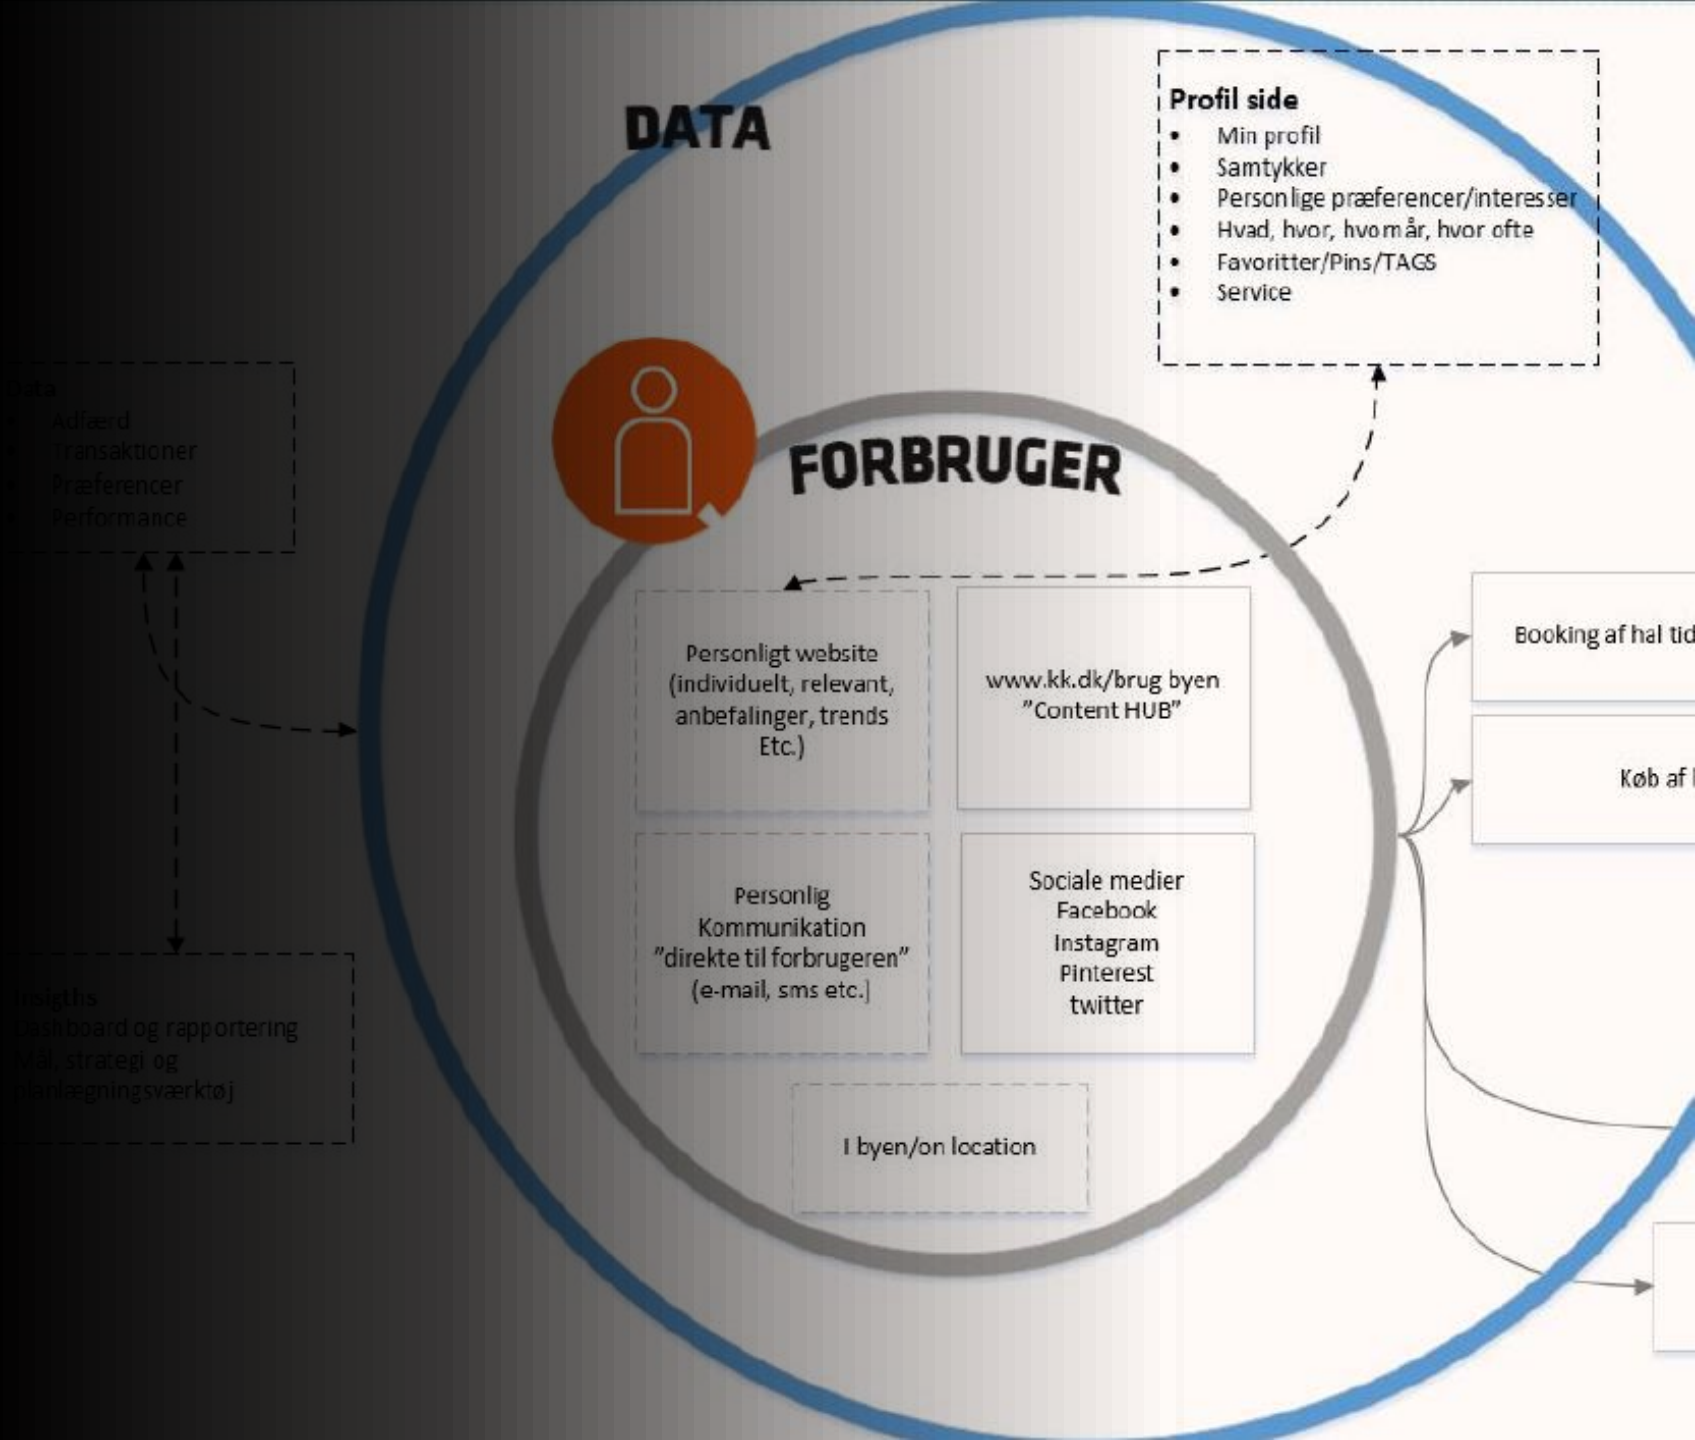 DATA
Profil side
• Min profil
• Samtykker
• Personlige præferencer/interesser
• Hvad, hvor, hvornår, hvor ofte
• Favoritter/Pins/TAGS
• Service
Data
Adfærd
Transaktioner
Præferencer
Performance
FORBRUGER
Personligt website
(individuelt, relevant,
anbefalinger, trends
Etc.)
www.kk.dk/brug byen
”Content HUB”
Booking af hal tid
Køb af
Personlig
Kommunikation
”direkte til forbrugeren”
(e-mail, sms etc.)
Sociale medier
Facebook
Instagram
Pinterest
twitter
Insigths
Dashboard og rapportering
Mål, strategi og
planlægningsværktøj
I byen/on location